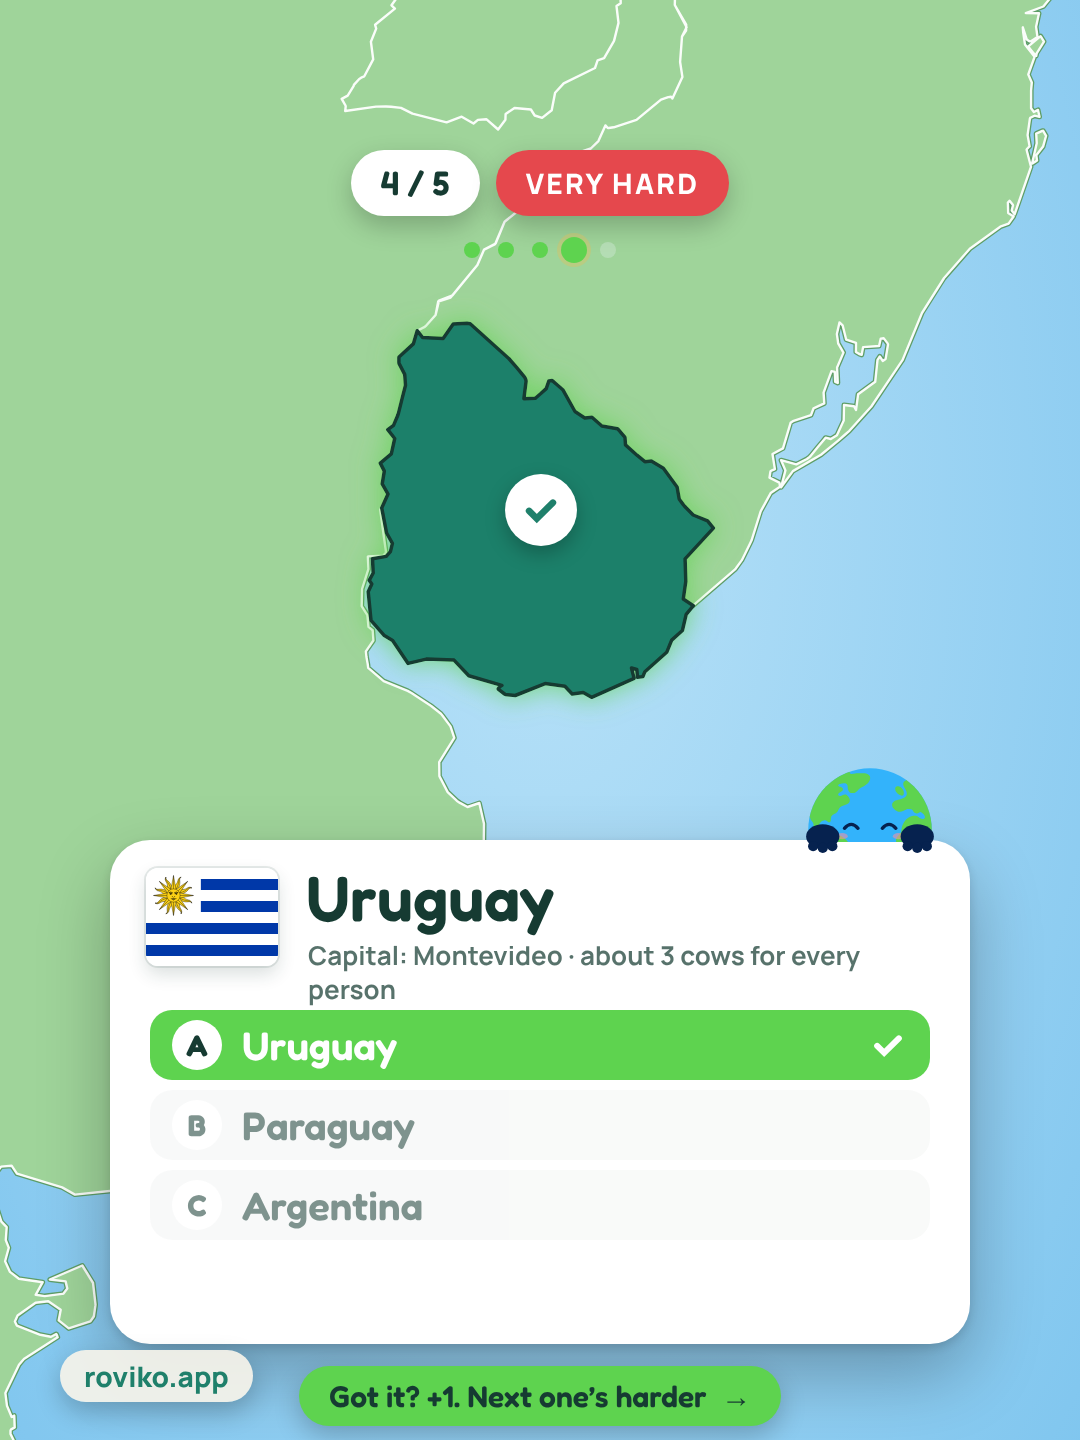 4 / 5
VERY HARD
Uruguay
Capital: Montevideo · about 3 cows for every
person
A Uruguay
B Paraguay
C Argentina
roviko.app
Got it? +1. Next one’s harder →